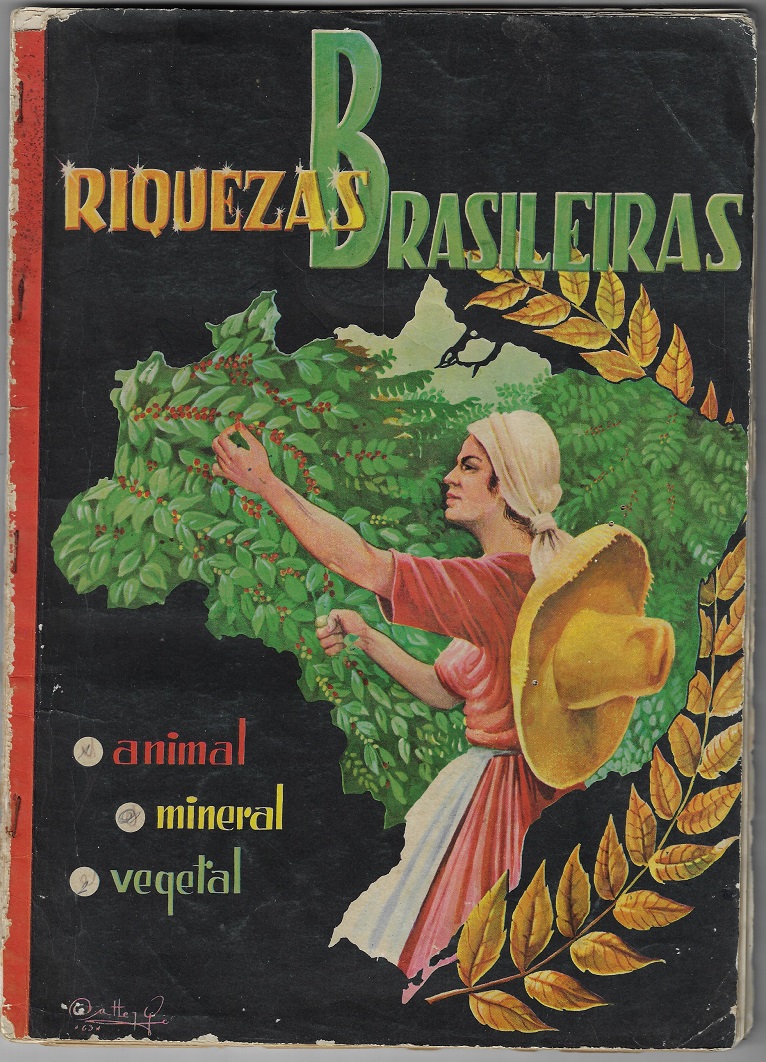 RIQUEZAS BRASILEIRAS
animal
mineral
vegetal